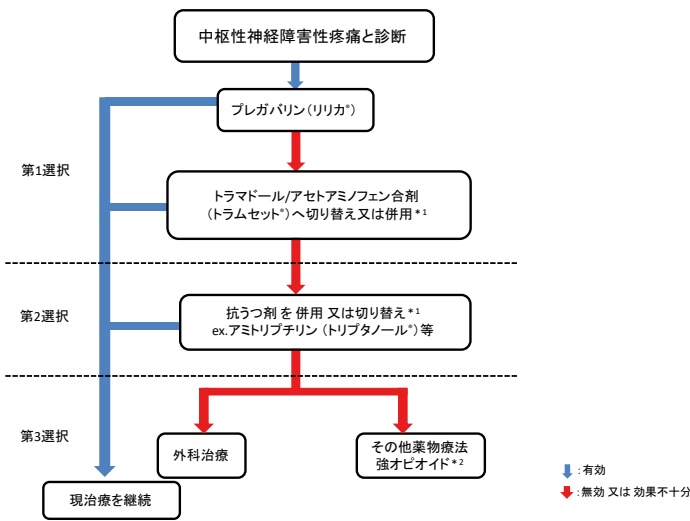 中枢性神経障害性疼痛と診断
プレガバリン（リリカ®）
第1選択
トラマドール/アセトアミノフェン合剤
（トラムセット®）へ切り替え又は併用*1
第2選択
抗うつ剤 を 併用 又は切り替え*1
ex.アミトリプチリン（トリプタノール®）等
第3選択
外科治療
その他薬物療法
強オピオイド*2
現治療を継続
：有効
：無効 又は 効果不十分